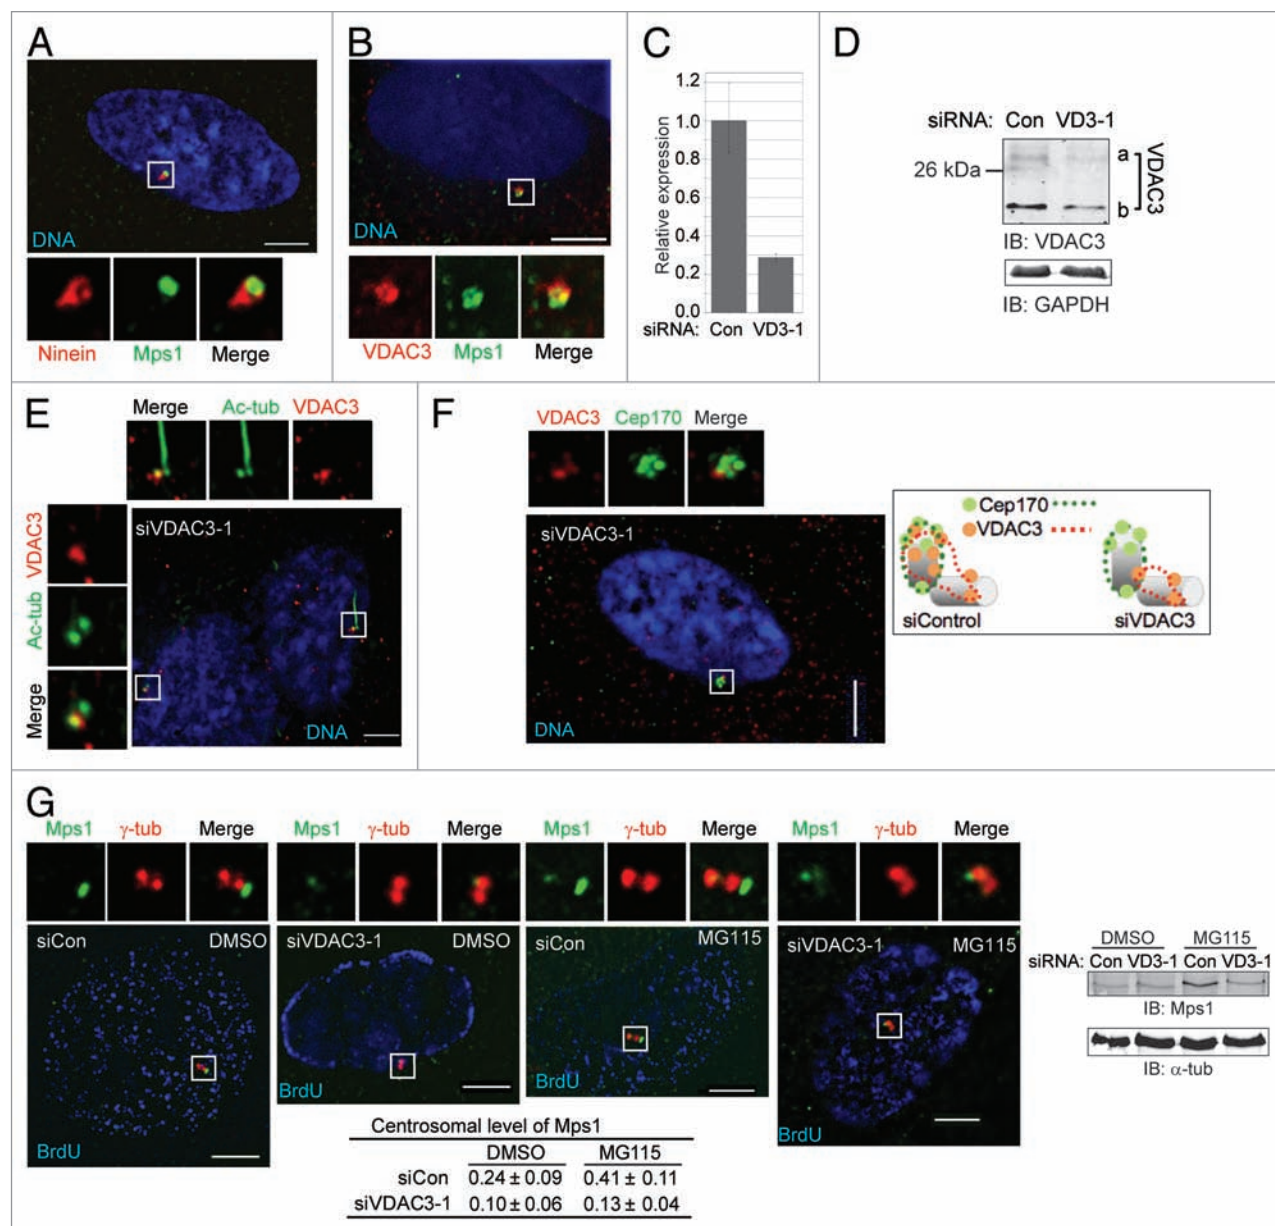 A
DNA
Ninein Mps1 Merge
B
DNA
VDAC3 Mps1 Merge
C
Relative expression
1.2
1.0
0.8
0.6
0.4
0.2
0.0
siRNA: Con VD3-1
D
siRNA: Con VD3-1
26 kDa
a
b
VDAC3
IB: VDAC3
IB: GAPDH
E
Merge Ac-tub VDAC3
VDAC3
Ac-tub
Merge
siVDAC3-1
DNA
F
VDAC3 Cep170 Merge
siVDAC3-1
DNA
Cep170
VDAC3
siControl siVDAC3
G
Mps1 γ-tub Merge
siCon DMSO
BrdU
Mps1 γ-tub Merge
siVDAC3-1 DMSO
BrdU
Mps1 γ-tub Merge
siCon MG115
BrdU
Mps1 γ-tub Merge
siVDAC3-1 MG115
BrdU
DMSO MG115
siRNA: Con VD3-1 Con VD3-1
IB: Mps1
IB: α-tub
Centrosomal level of Mps1
DMSO MG115
siCon 0.24 ± 0.09 0.41 ± 0.11
siVDAC3-1 0.10 ± 0.06 0.13 ± 0.04